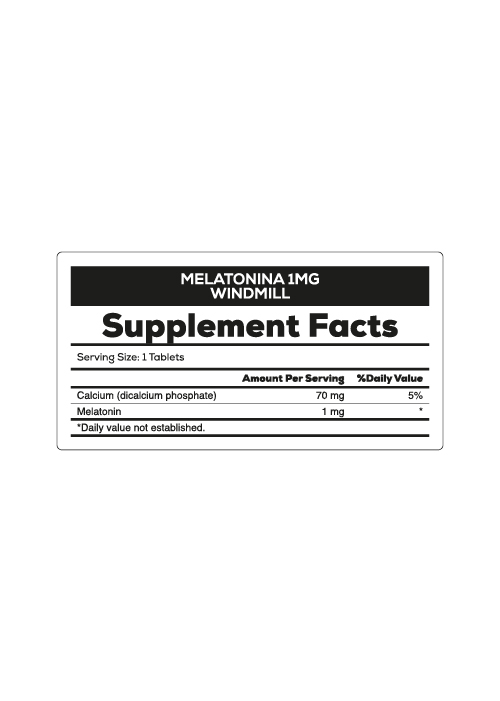 MELATONINA 1MG
WINDMILL
Supplement Facts
Serving Size: 1 Tablets
Amount Per Serving %Daily Value
Calcium (dicalcium phosphate) 70 mg 5%
Melatonin 1 mg *
*Daily value not established.